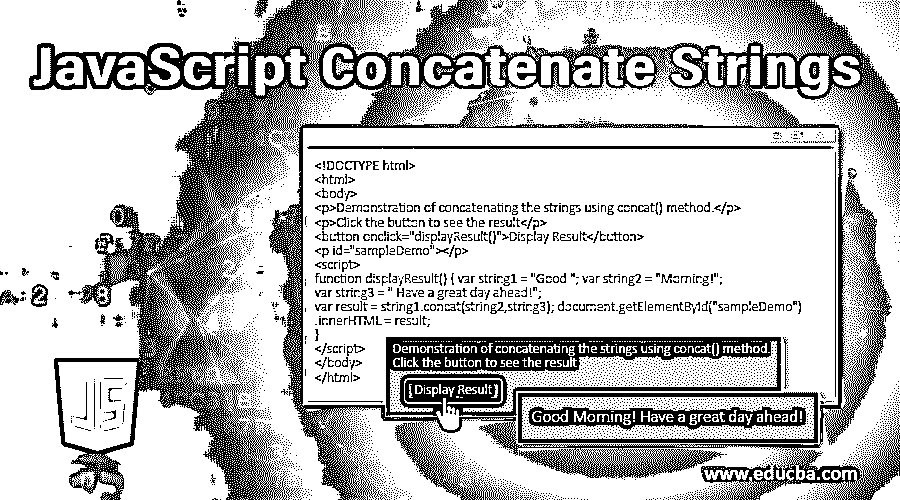 JavaScript Concatenate Strings
<!DOCTYPE html>
<html>
<body>
<p>Demonstration of concatenating the strings using concat() method.</p>
<p>Click the button to see the result</p>
<button onclick="displayResult()">Display Result</button>
<p id="sampleDemo"></p>
<script>
function displayResult() { var string1 = "Good "; var string2 = "Morning!";
var string3 = " Have a great day ahead!";
var result = string1.concat(string2,string3); document.getElementById("sampleDemo")
.innerHTML = result;
}
</script>
</body>
</html>
Demonstration of concatenating the strings using concat() method.
Click the button to see the result
Display Result
Good Morning! Have a great day ahead!
JS
www.educba.com